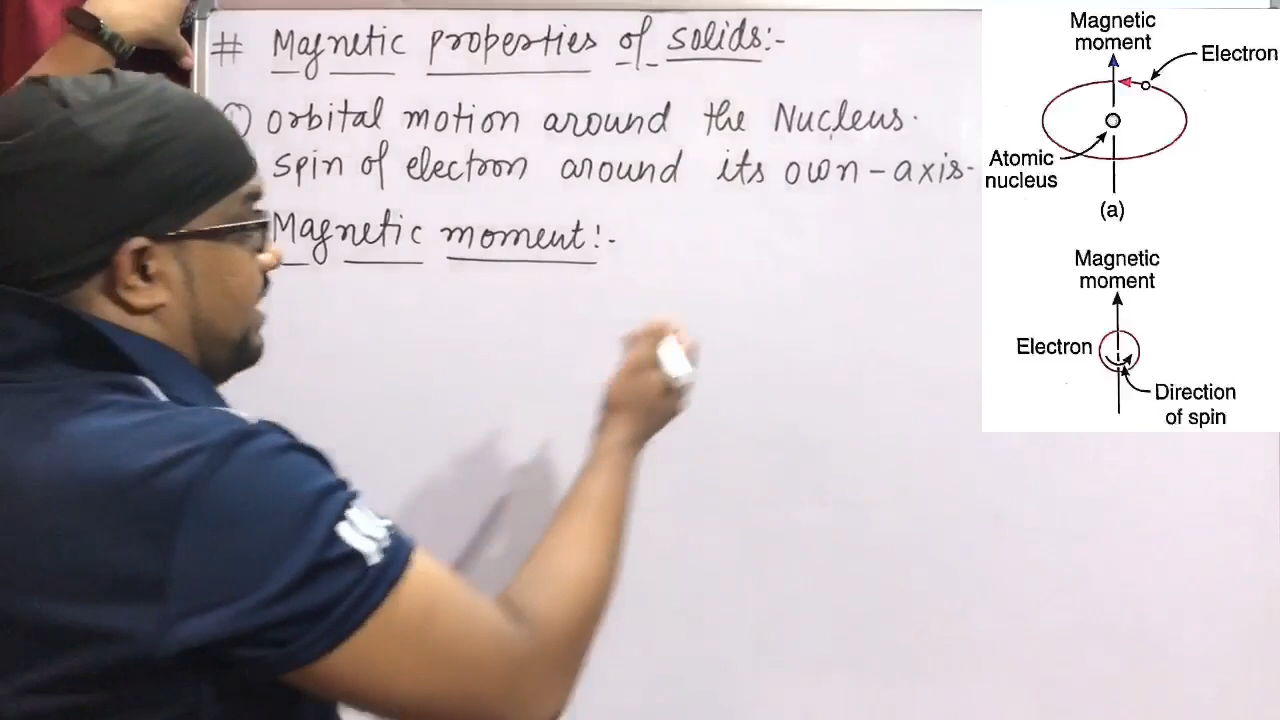 # Magnetic properties of solids:-
① orbital motion around the Nucleus.
spin of electron around its own-axis-
Magnetic moment:-
Magnetic
moment
Electron
Atomic
nucleus
(a)
Magnetic
moment
Electron
Direction
of spin